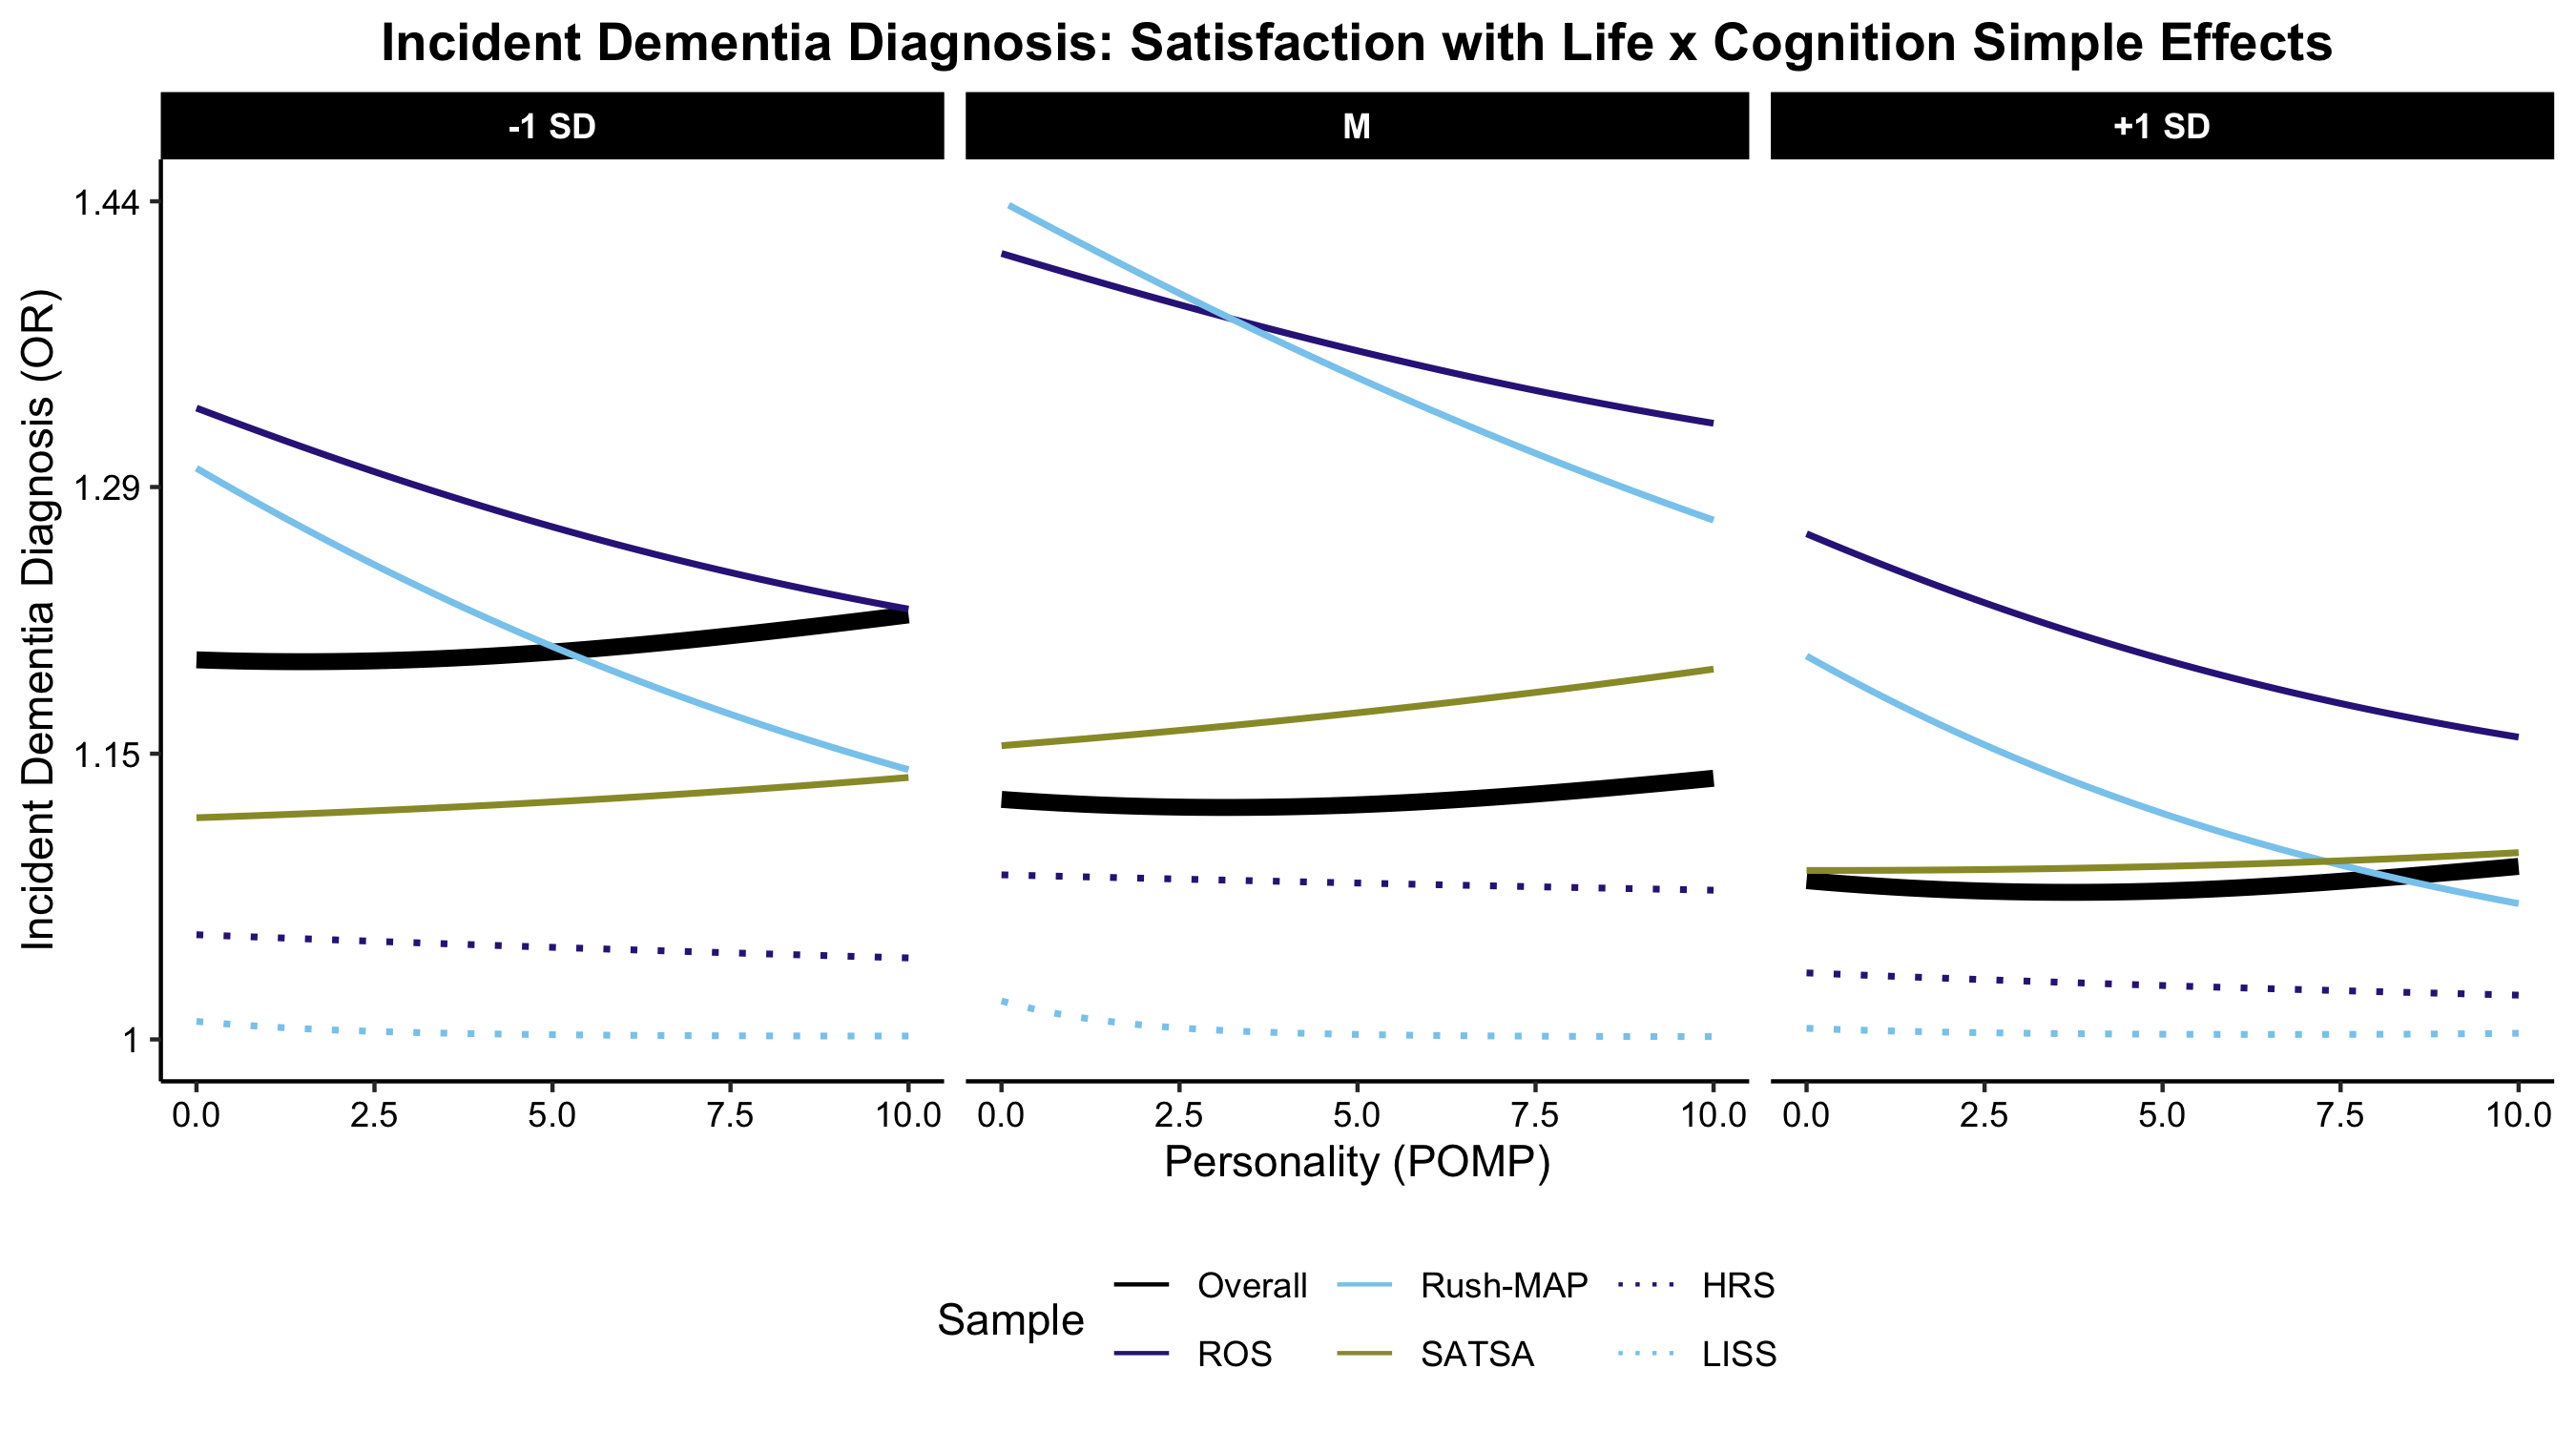 Incident Dementia Diagnosis: Satisfaction with Life x Cognition Simple Effects
-1 SD
M
+1 SD
Incident Dementia Diagnosis (OR)
1.44
1.29
1.15
1
0.0 2.5 5.0 7.5 10.0
0.0 2.5 5.0 7.5 10.0
0.0 2.5 5.0 7.5 10.0
Personality (POMP)
Sample
Overall Rush-MAP HRS
ROS SATSA LISS